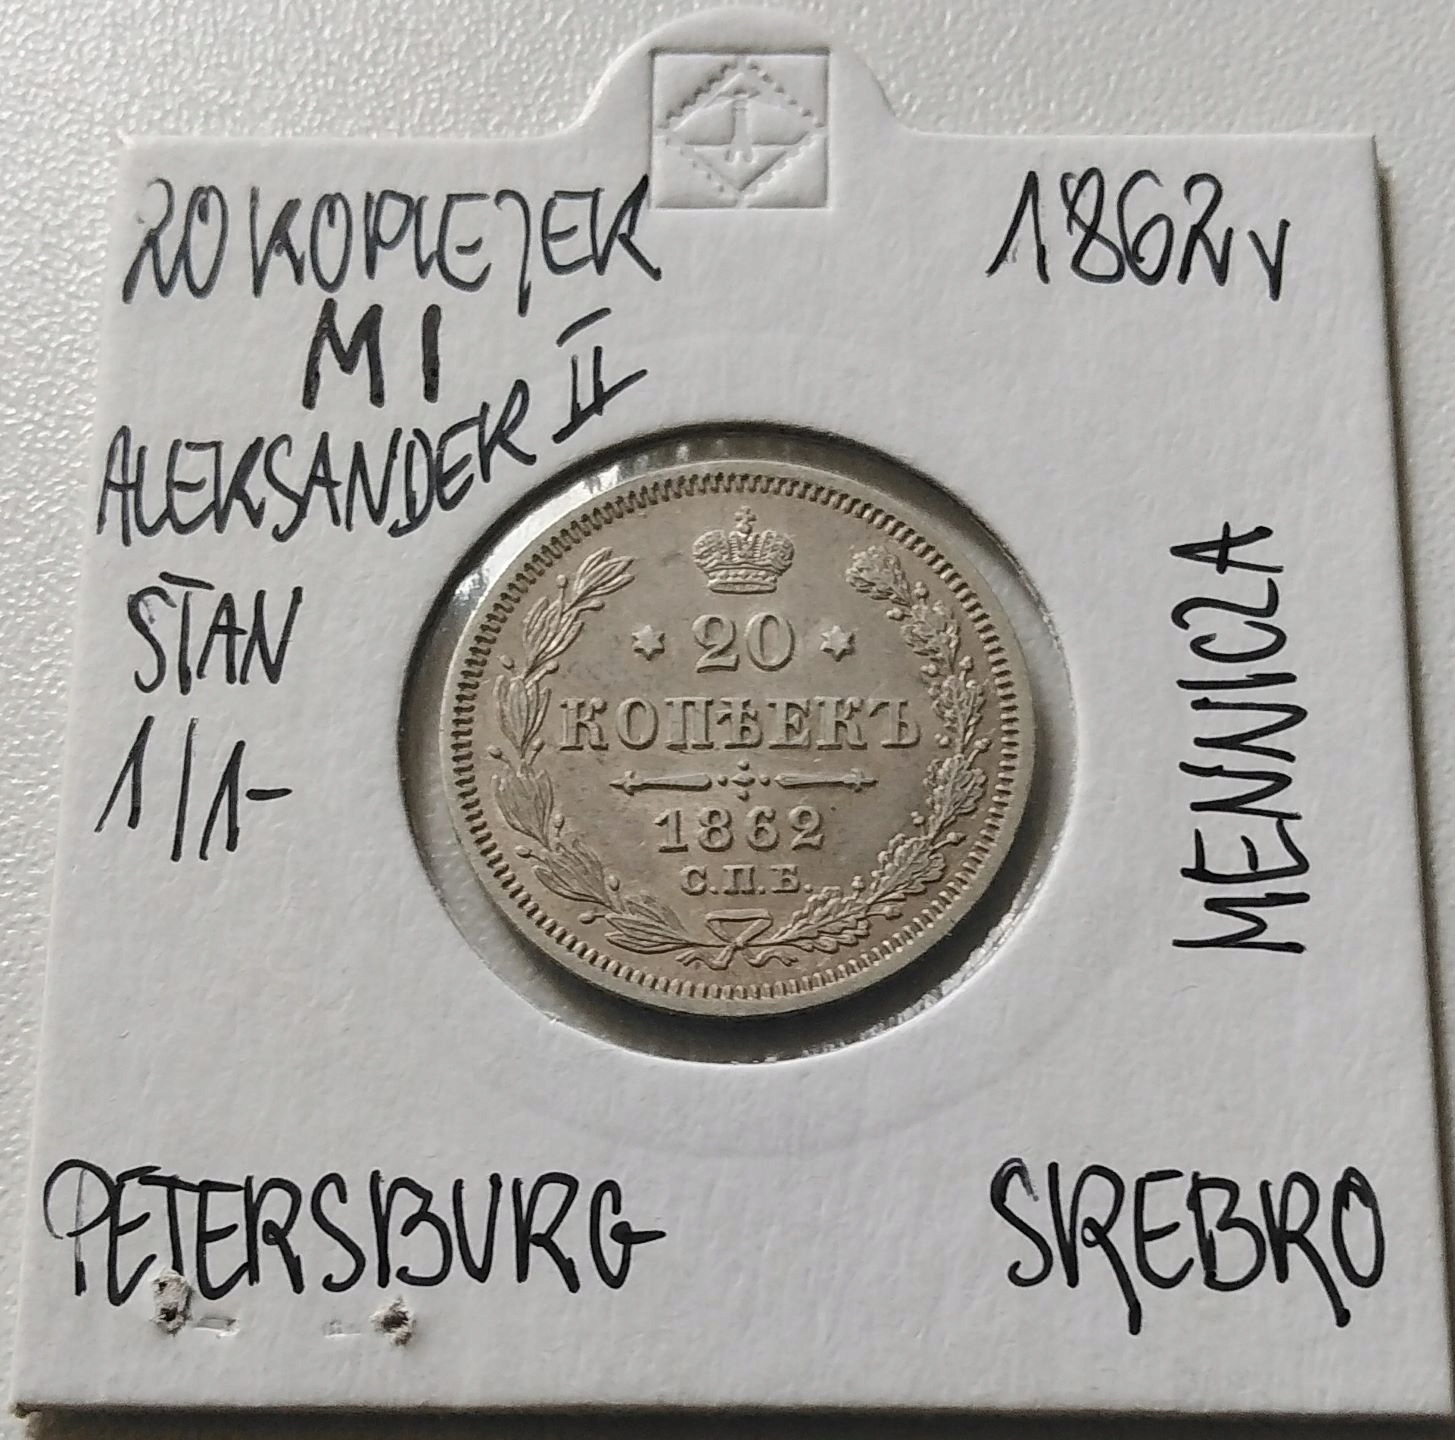 20 KOPIEJEK
1862r
MI
ALEKSANDER II
STAN
1/1-
MENNICZA
20
КОПѢЕКЪ
1862
С.П.Б.
PETERSBURG
SREBRO